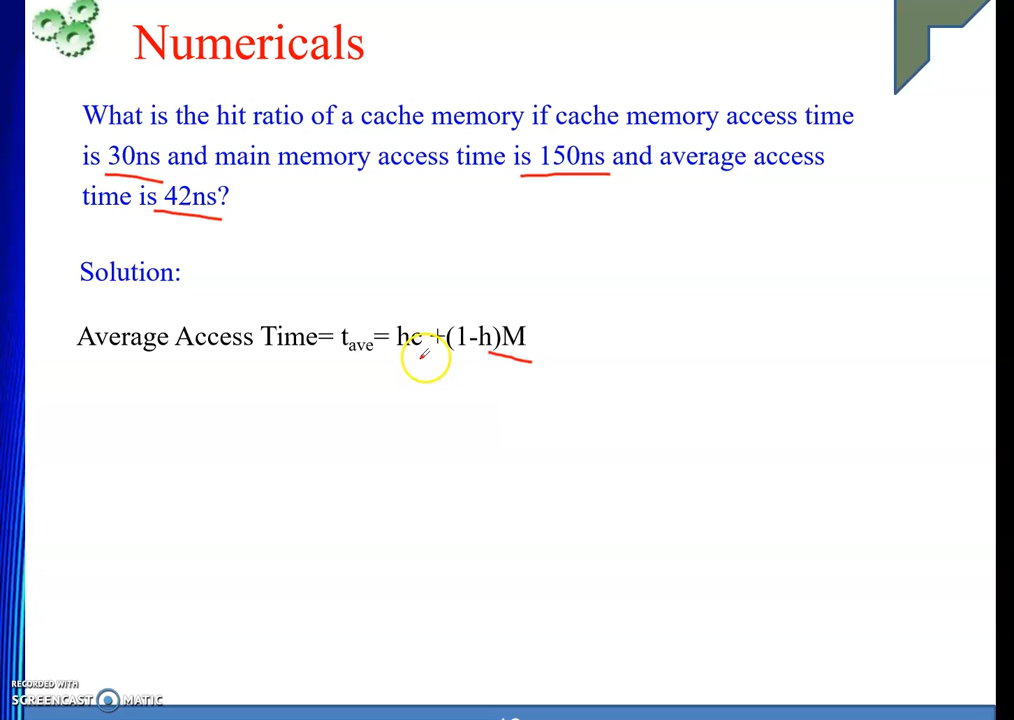 Numericals
What is the hit ratio of a cache memory if cache memory access time
is 30ns and main memory access time is 150ns and average access
time is 42ns?
Solution:
Average Access Time= tave= hc +(1-h)M
RECORDED WITH
SCREENCAST MATIC